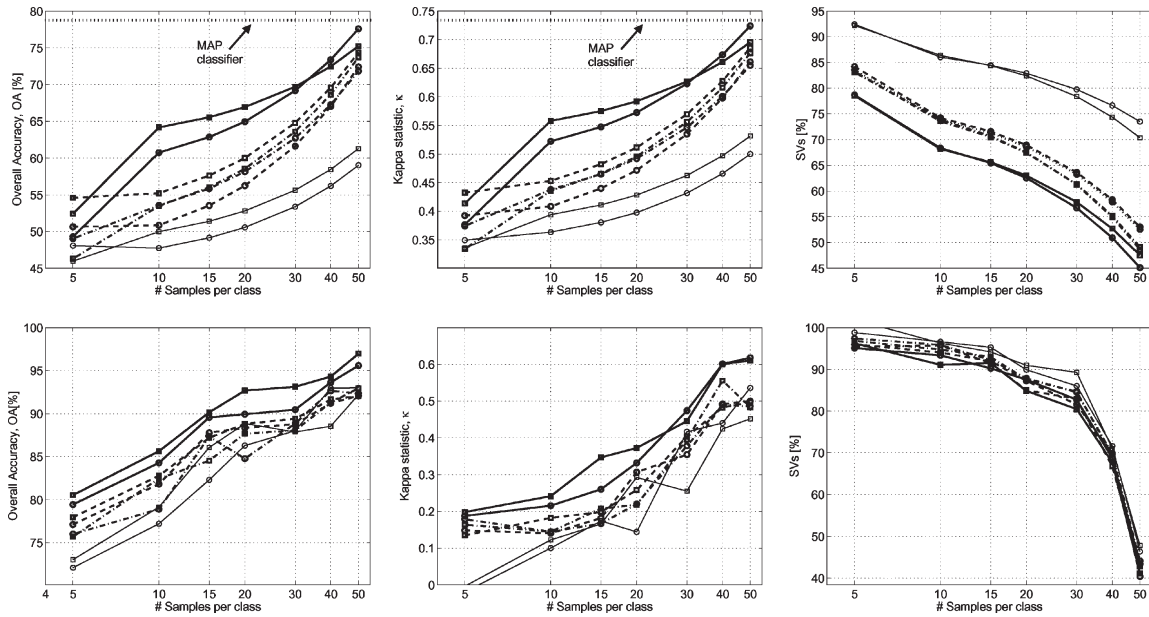 80
75
70
65
60
55
50
45
Overall Accuracy, OA [%]
MAP
classifier
5 10 15 20 30 40 50
# Samples per class
0.75
0.7
0.65
0.6
0.55
0.5
0.45
0.4
0.35
Kappa statistic, κ
MAP
classifier
5 10 15 20 30 40 50
# Samples per class
95
90
85
80
75
70
65
60
55
50
45
SVs [%]
5 10 15 20 30 40 50
# Samples per class
100
95
90
85
80
75
Overall Accuracy, OA[%]
4 5 10 15 20 30 40 50
# Samples per class
0.6
0.5
0.4
0.3
0.2
0.1
0
Kappa statistic, κ
5 10 15 20 30 40 50
# Samples per class
100
90
80
70
60
50
40
SVs [%]
5 10 15 20 30 40 50
# Samples per class